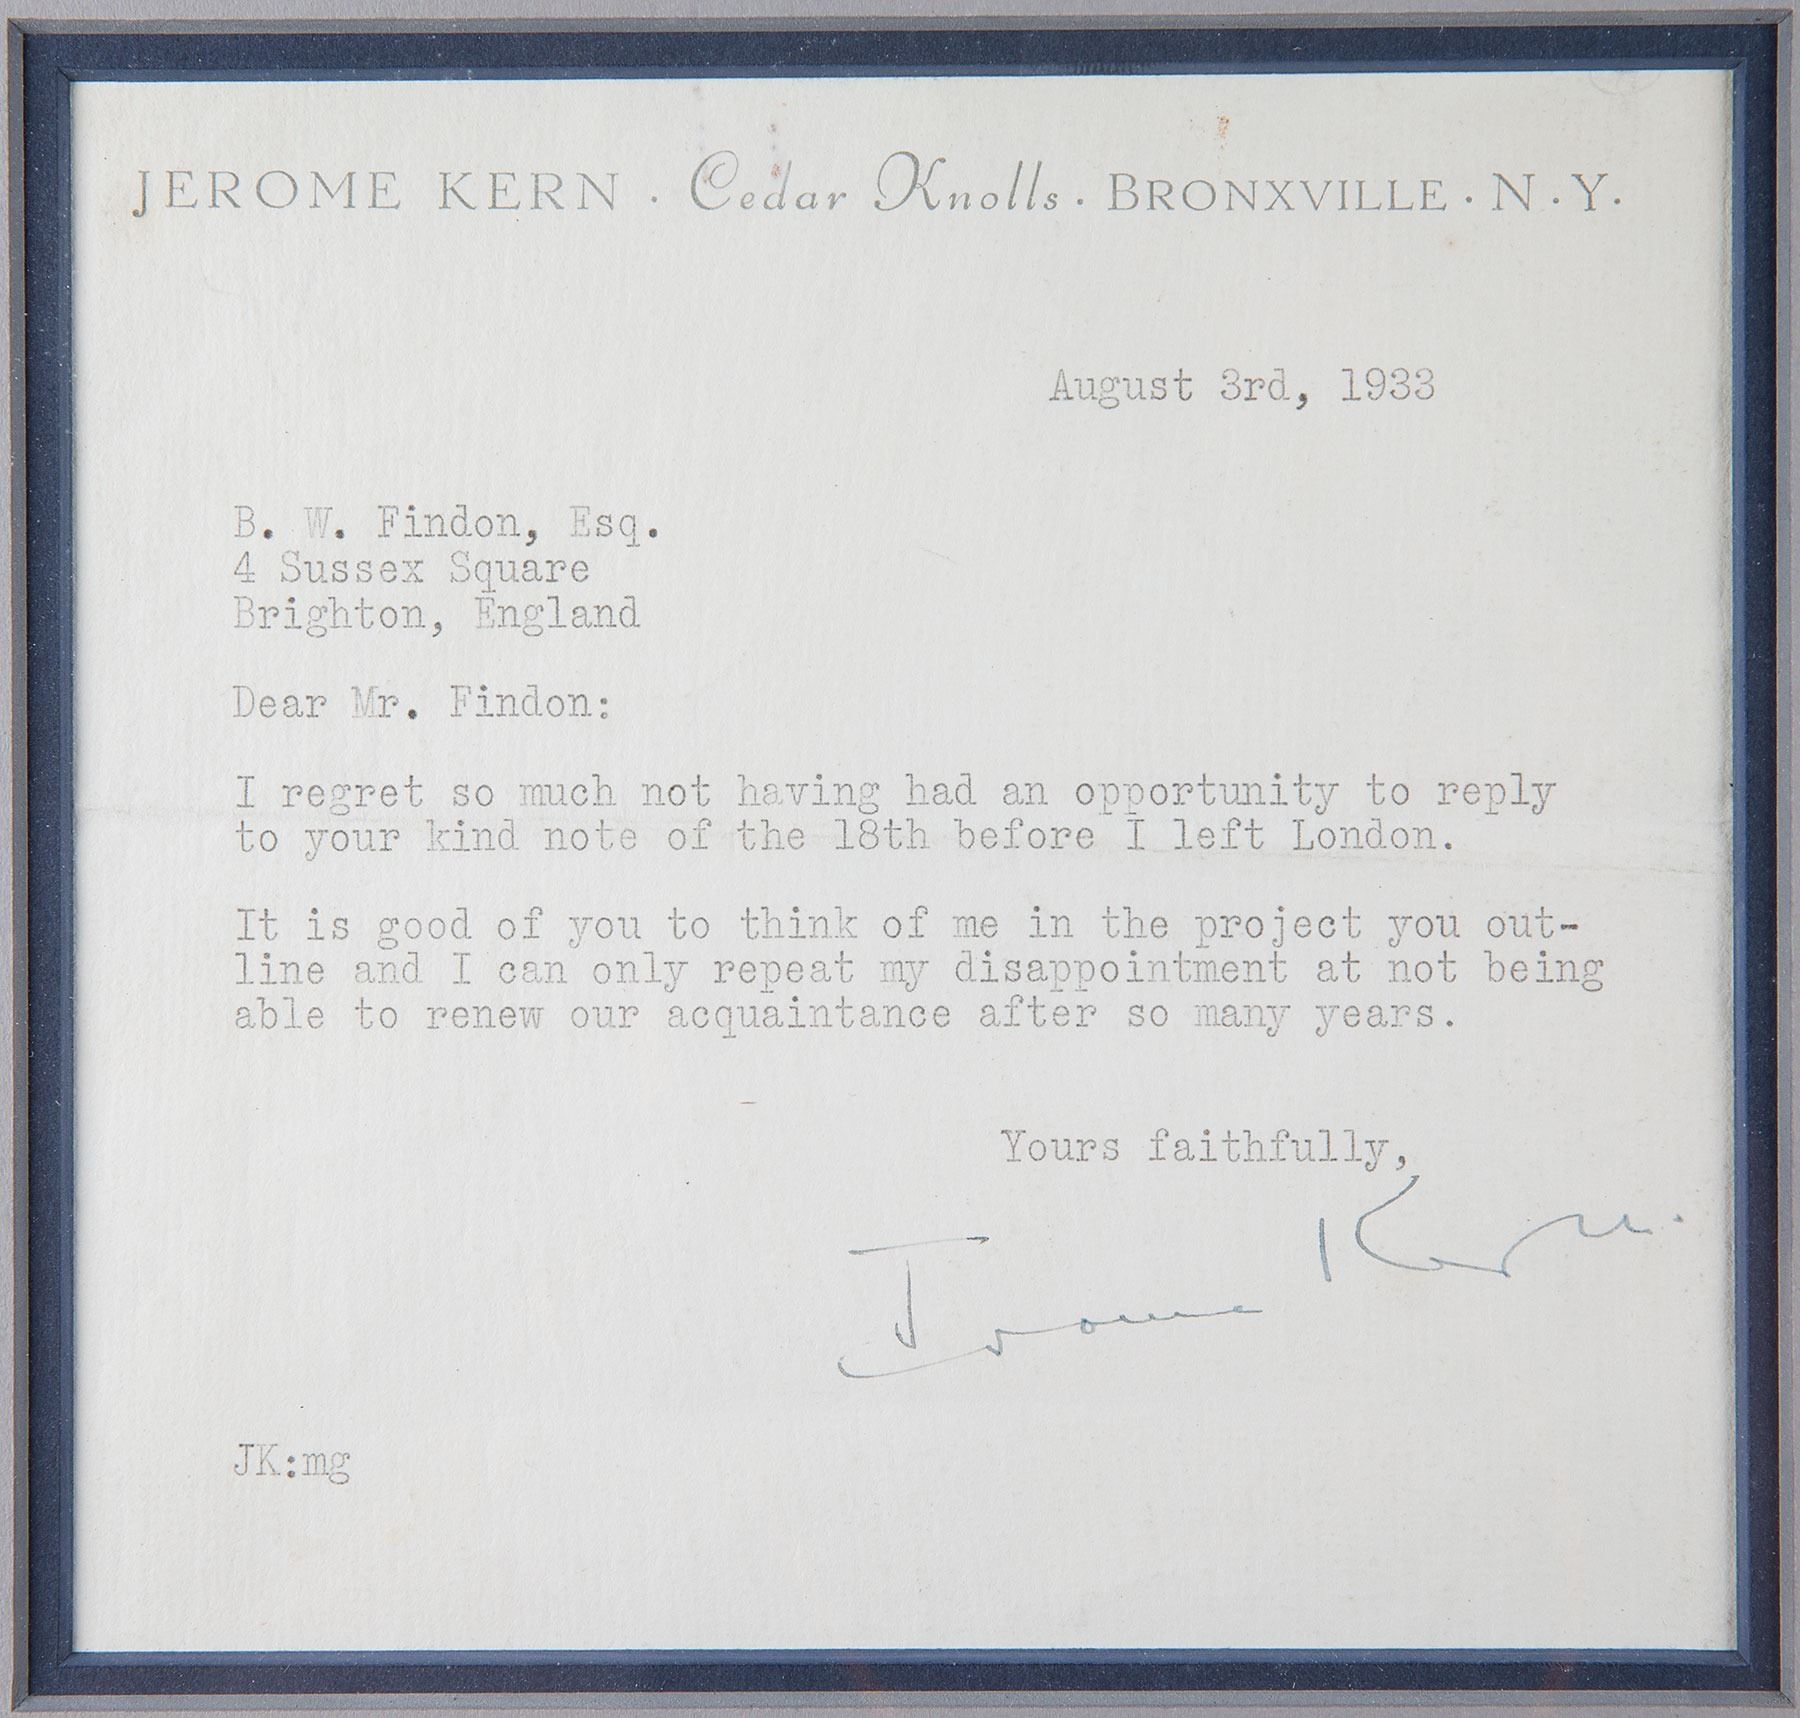 JEROME KERN · Cedar Knolls · BRONXVILLE · N · Y ·
August 3rd, 1933
B. W. Findon, Esq.
4 Sussex Square
Brighton, England
Dear Mr. Findon:
I regret so much not having had an opportunity to reply
to your kind note of the 18th before I left London.
It is good of you to think of me in the project you out-
line and I can only repeat my disappointment at not being
able to renew our acquaintance after so many years.
Yours faithfully,
Jerome Kern.
JK:mg